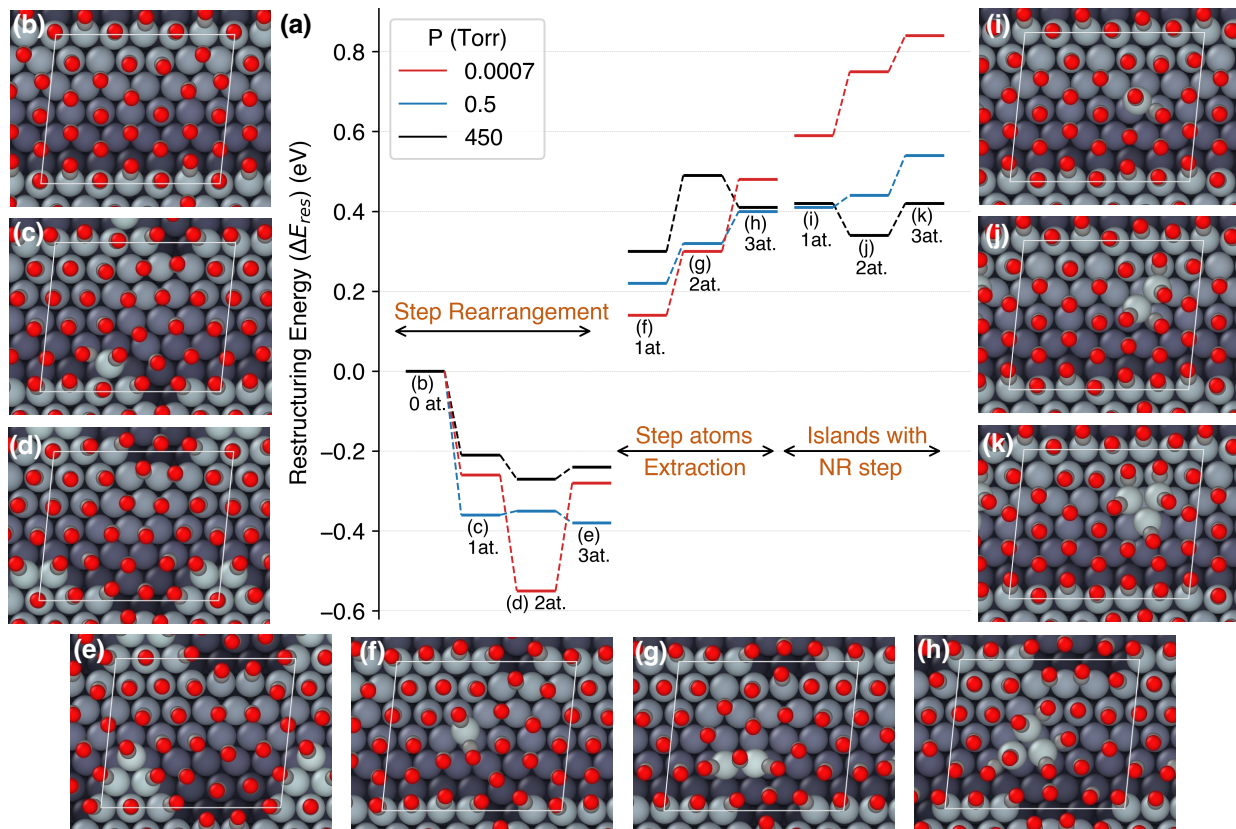 (b)
(a)
(i)
P (Torr)
0.0007
0.5
450
Restructuring Energy (ΔE_res) (eV)
0.8
0.6
0.4
0.2
0.0
−0.2
−0.4
−0.6
(c)
(j)
(h)
3at.
(i)
1at.
(k)
3at.
(g)
2at.
(j)
2at.
Step Rearrangement
(f)
1at.
(b)
0 at.
(d)
(k)
Step atoms
Extraction
Islands with
NR step
(c)
1at.
(e)
3at.
(d) 2at.
(e)
(f)
(g)
(h)